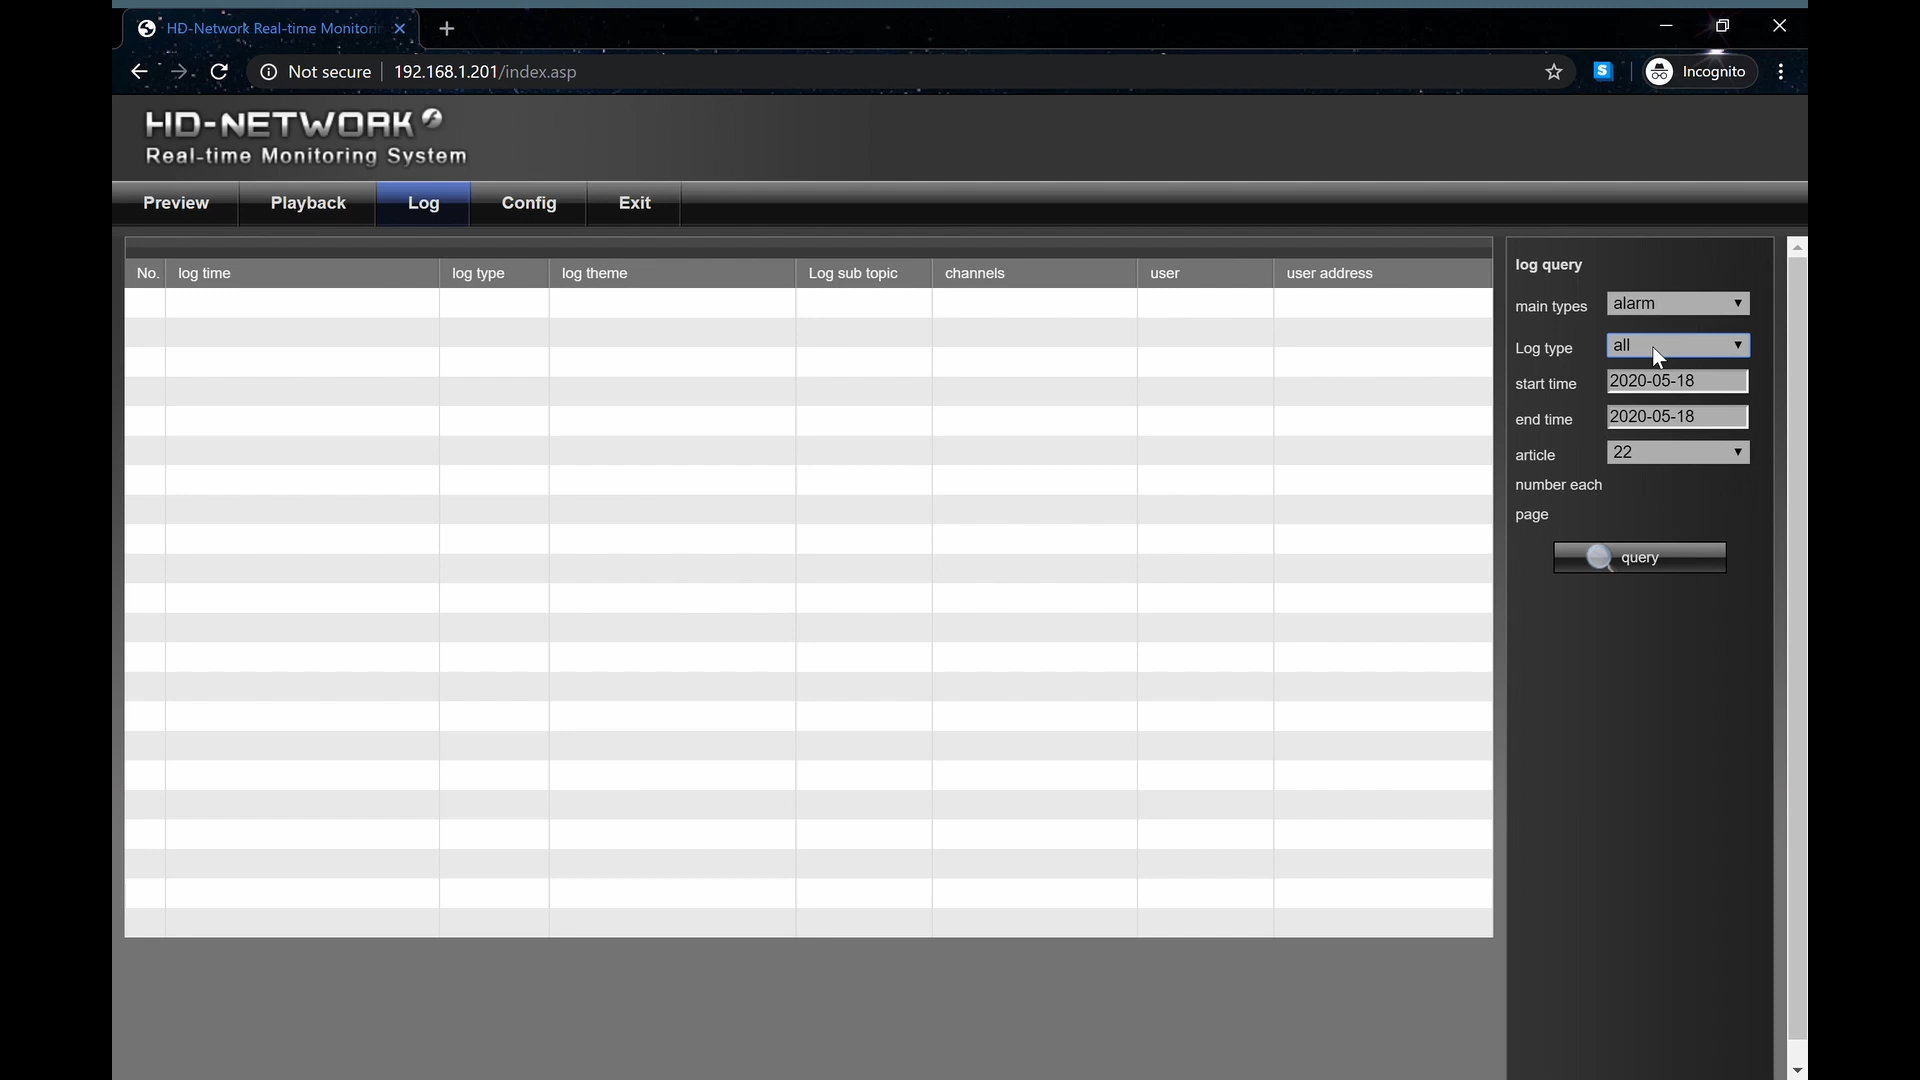 HD-Network Real-time Monitori
Not secure 192.168.1.201/index.asp
Incognito
HD-NETWORK
Real-time Monitoring System
Preview Playback Log Config Exit
No. log time log type log theme Log sub topic channels user user address
log query
main types alarm
Log type all
start time 2020-05-18
end time 2020-05-18
article 22
number each
page
query